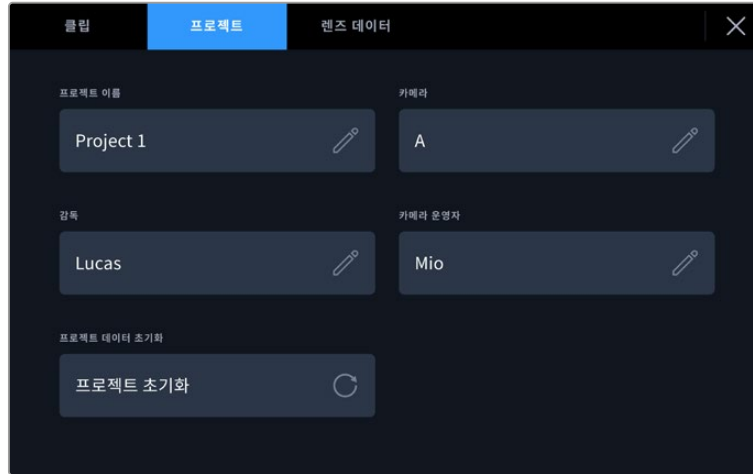 클립 프로젝트 렌즈 데이터
프로젝트 이름 카메라
Project 1 A
감독 카메라 운영자
Lucas Mio
프로젝트 데이터 초기화
프로젝트 초기화